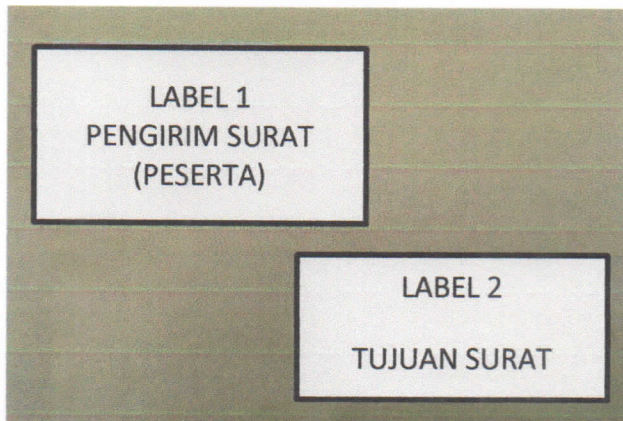 LABEL 1
PENGIRIM SURAT
(PESERTA)
LABEL 2
TUJUAN SURAT